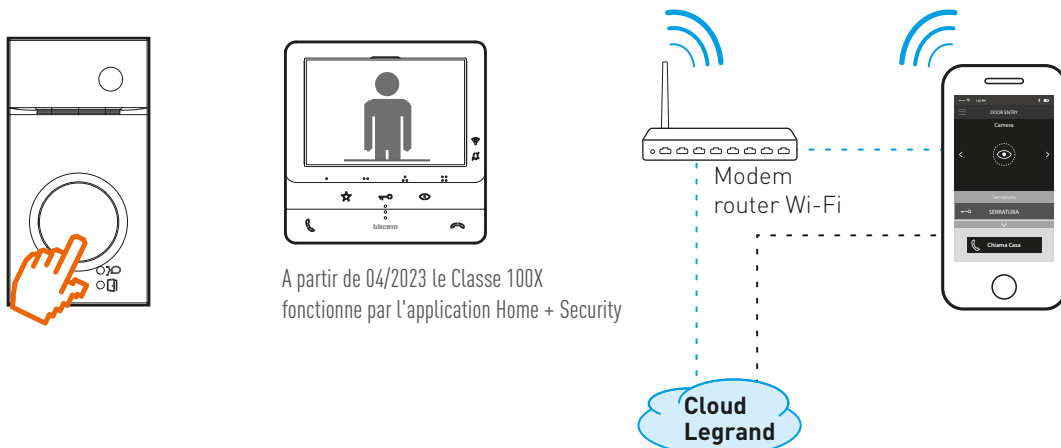 bticino
A partir de 04/2023 le Classe 100X
fonctionne par l'application Home + Security
Modem
router Wi-Fi
DOOR ENTRY
Camera
Serrature
SERRATURA
Chiama Casa
Cloud
Legrand